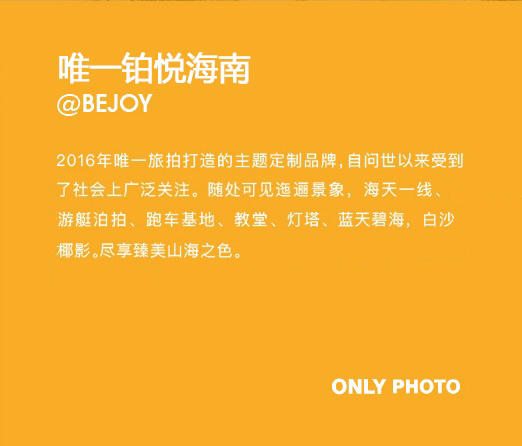 唯一铂悦海南
@BEJOY
2016年唯一旅拍打造的主题定制品牌,自问世以来受到
了社会上广泛关注。随处可见迤逦景象，海天一线、
游艇泊拍、跑车基地、教堂、灯塔、蓝天碧海，白沙
椰影。尽享臻美山海之色。
ONLY PHOTO